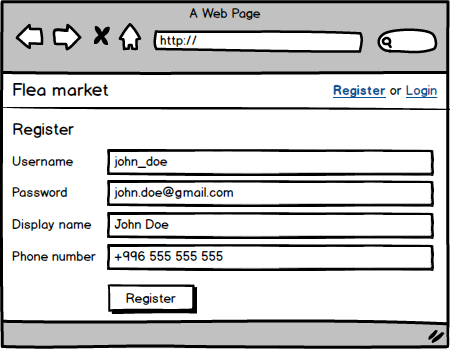 A Web Page
http://
Flea market
Register or Login
Register
Username john_doe
Password john.doe@gmail.com
Display name John Doe
Phone number +996 555 555 555
Register